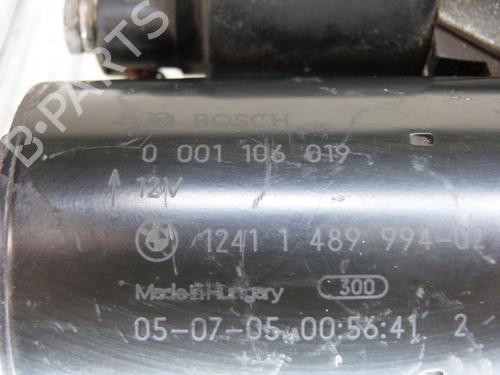 B-PARTS
BOSCH
0 001 106 019
12V
1241 1 489 994-02
Made in Hungary 300
05-07-05 00:56:41 2